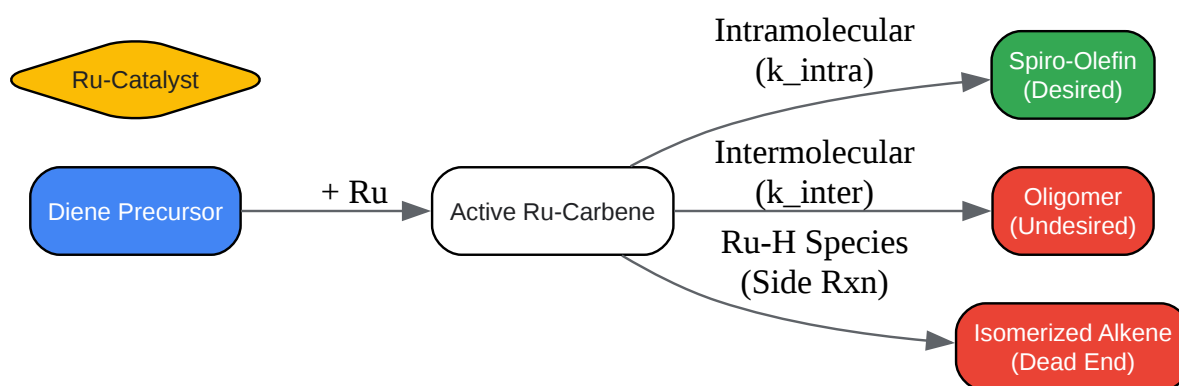 Ru-Catalyst
Diene Precursor
+ Ru
Active Ru-Carbene
Intramolecular
(k_intra)
Spiro-Olefin
(Desired)
Intermolecular
(k_inter)
Oligomer
(Undesired)
Ru-H Species
(Side Rxn)
Isomerized Alkene
(Dead End)